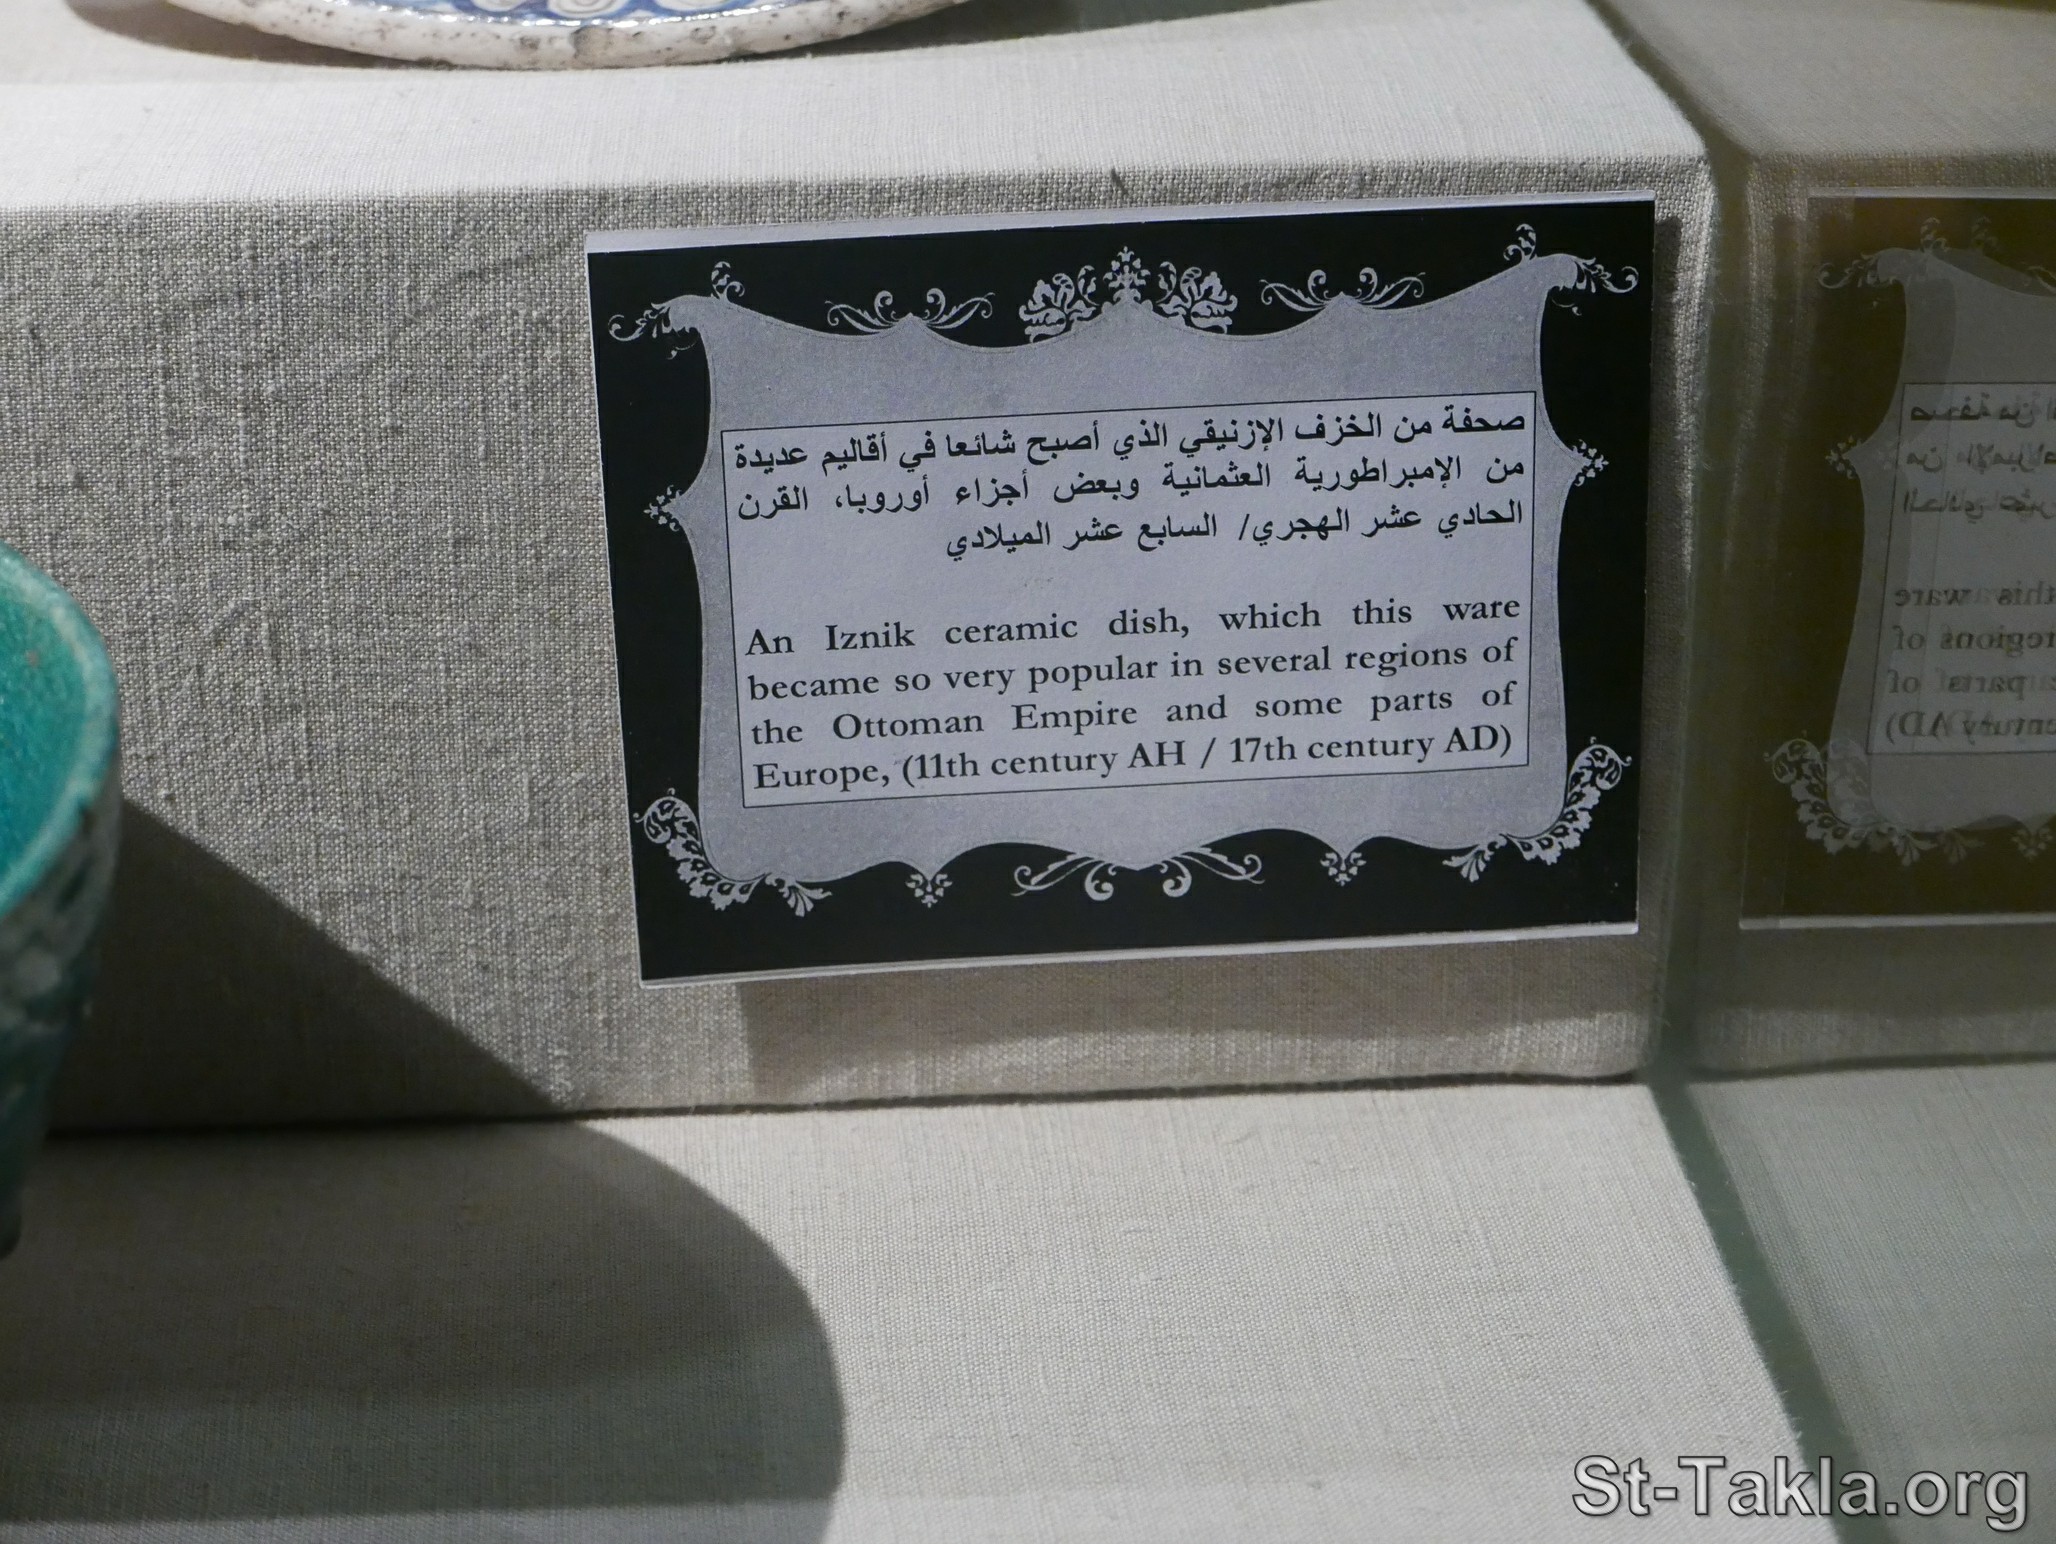 صحفة من الخزف الإزنيقي الذي أصبح شائعا في أقاليم عديدة
من الإمبراطورية العثمانية وبعض أجزاء أوروبا، القرن
الحادي عشر الهجري/ السابع عشر الميلادي
An Iznik ceramic dish, which this ware
became so very popular in several regions of
the Ottoman Empire and some parts of
Europe, (11th century AH / 17th century AD)
St-Takla.org